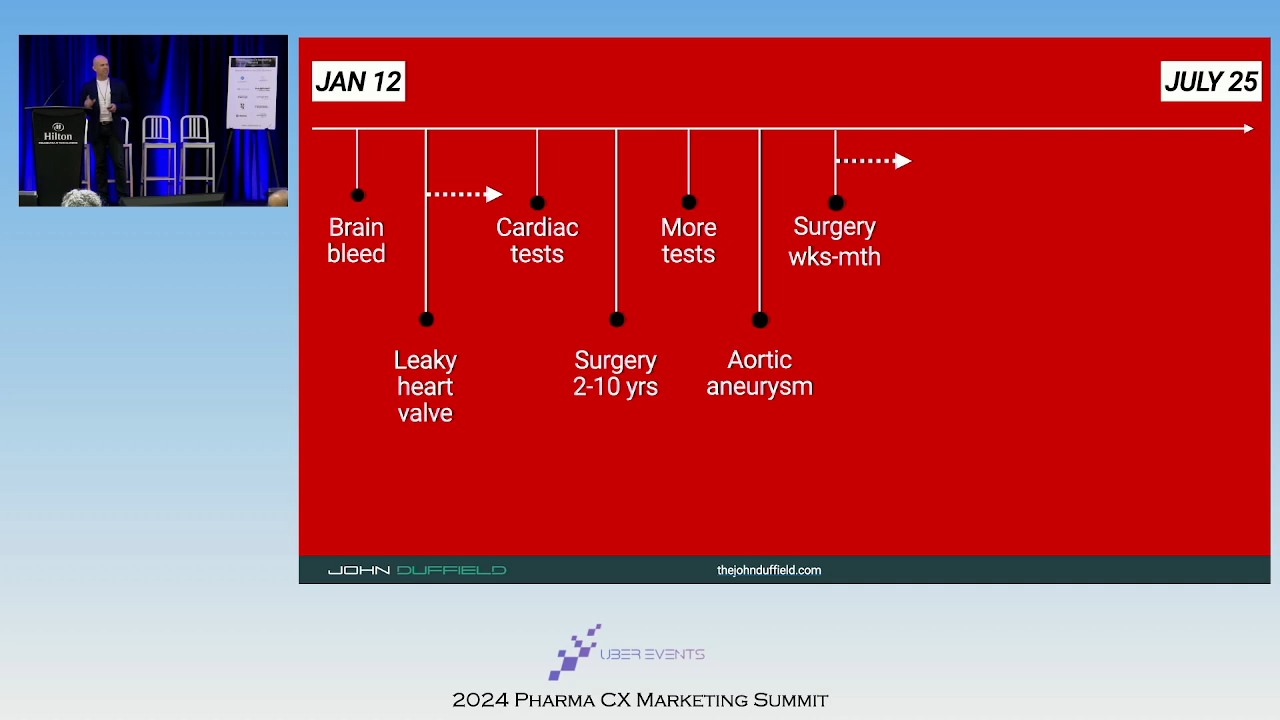 Hilton
JAN 12
JULY 25
Brain
bleed
Cardiac
tests
More
tests
Surgery
wks-mth
Leaky
heart
valve
Surgery
2-10 yrs
Aortic
aneurysm
JOHN DUFFIELD
thejohnduffield.com
UBER EVENTS
2024 PHARMA CX MARKETING SUMMIT